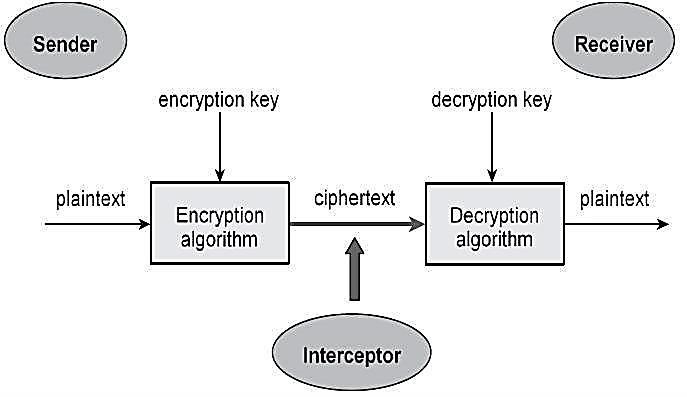 Sender
Receiver
encryption key
decryption key
plaintext
Encryption
algorithm
ciphertext
Decryption
algorithm
plaintext
Interceptor